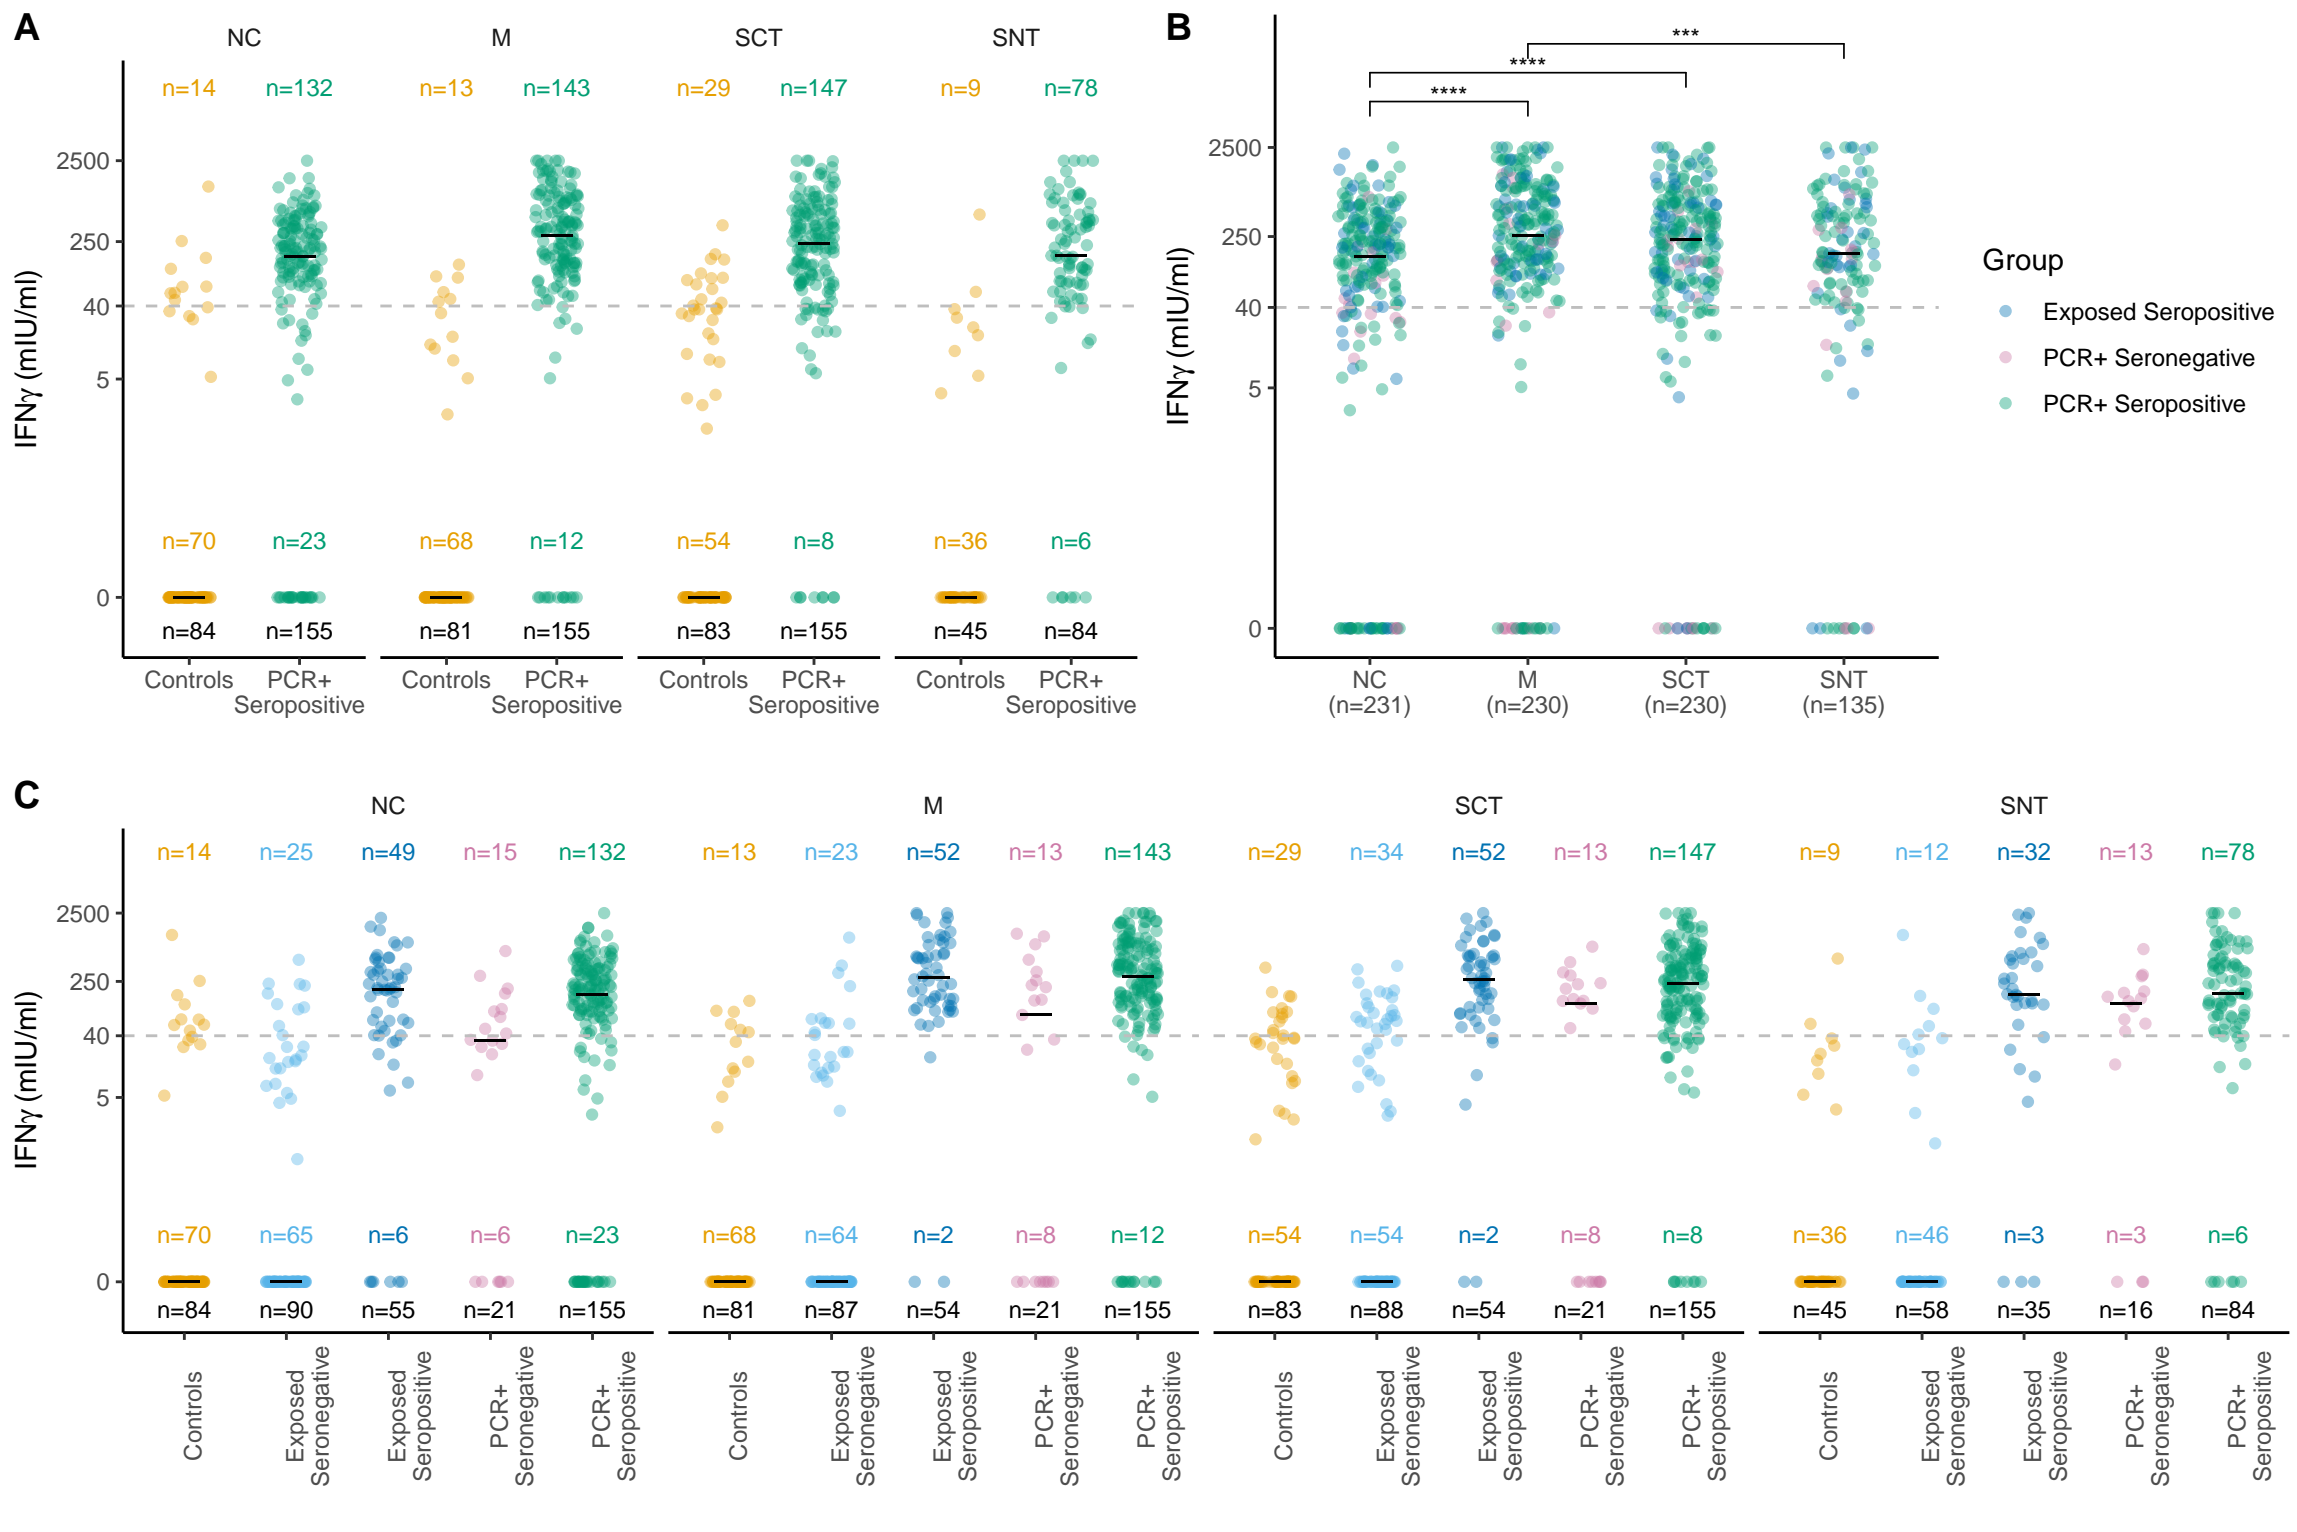 A
NC M SCT SNT
n=14 n=132 n=13 n=143 n=29 n=147 n=9 n=78
2500
250
40
5
0
IFNγ (mIU/ml)
n=70 n=23 n=68 n=12 n=54 n=8 n=36 n=6
n=84 n=155 n=81 n=155 n=83 n=155 n=45 n=84
Controls PCR+ Controls PCR+ Controls PCR+ Controls PCR+
Seropositive Seropositive Seropositive Seropositive
B
***
****
****
2500
250
40
5
0
IFNγ (mIU/ml)
NC M SCT SNT
(n=231) (n=230) (n=230) (n=135)
Group
Exposed Seropositive
PCR+ Seronegative
PCR+ Seropositive
C
NC M SCT SNT
n=14 n=25 n=49 n=15 n=132 n=13 n=23 n=52 n=13 n=143 n=29 n=34 n=52 n=13 n=147 n=9 n=12 n=32 n=13 n=78
2500
250
40
5
0
IFNγ (mIU/ml)
n=70 n=65 n=6 n=6 n=23 n=68 n=64 n=2 n=8 n=12 n=54 n=54 n=2 n=8 n=8 n=36 n=46 n=3 n=3 n=6
n=84 n=90 n=55 n=21 n=155 n=81 n=87 n=54 n=21 n=155 n=83 n=88 n=54 n=21 n=155 n=45 n=58 n=35 n=16 n=84
Controls
Exposed
Seronegative
Exposed
Seropositive
PCR+
Seronegative
PCR+
Seropositive
Controls
Exposed
Seronegative
Exposed
Seropositive
PCR+
Seronegative
PCR+
Seropositive
Controls
Exposed
Seronegative
Exposed
Seropositive
PCR+
Seronegative
PCR+
Seropositive
Controls
Exposed
Seronegative
Exposed
Seropositive
PCR+
Seronegative
PCR+
Seropositive